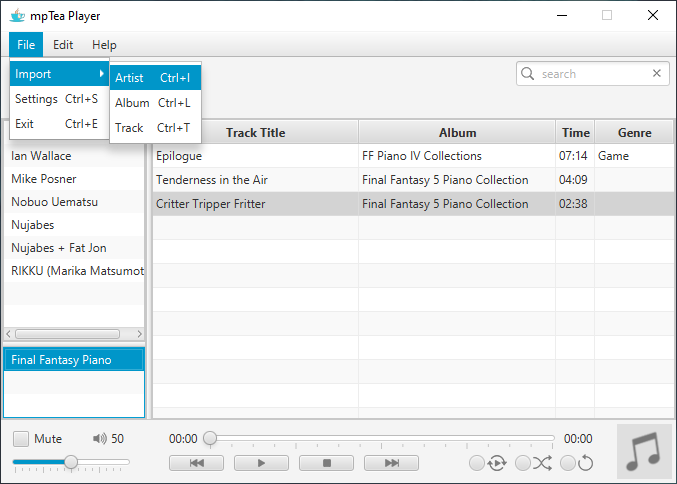 mpTea Player
File Edit Help
Import
Settings Ctrl+S
Exit Ctrl+E
Artist Ctrl+I
Album Ctrl+L
Track Ctrl+T
search
Track Title Album Time Genre
Ian Wallace
Mike Posner
Nobuo Uematsu
Nujabes
Nujabes + Fat Jon
RIKKU (Marika Matsumot
Epilogue FF Piano IV Collections 07:14 Game
Tenderness in the Air Final Fantasy 5 Piano Collection 04:09
Critter Tripper Fritter Final Fantasy 5 Piano Collection 02:38
Final Fantasy Piano
Mute 50 00:00 00:00